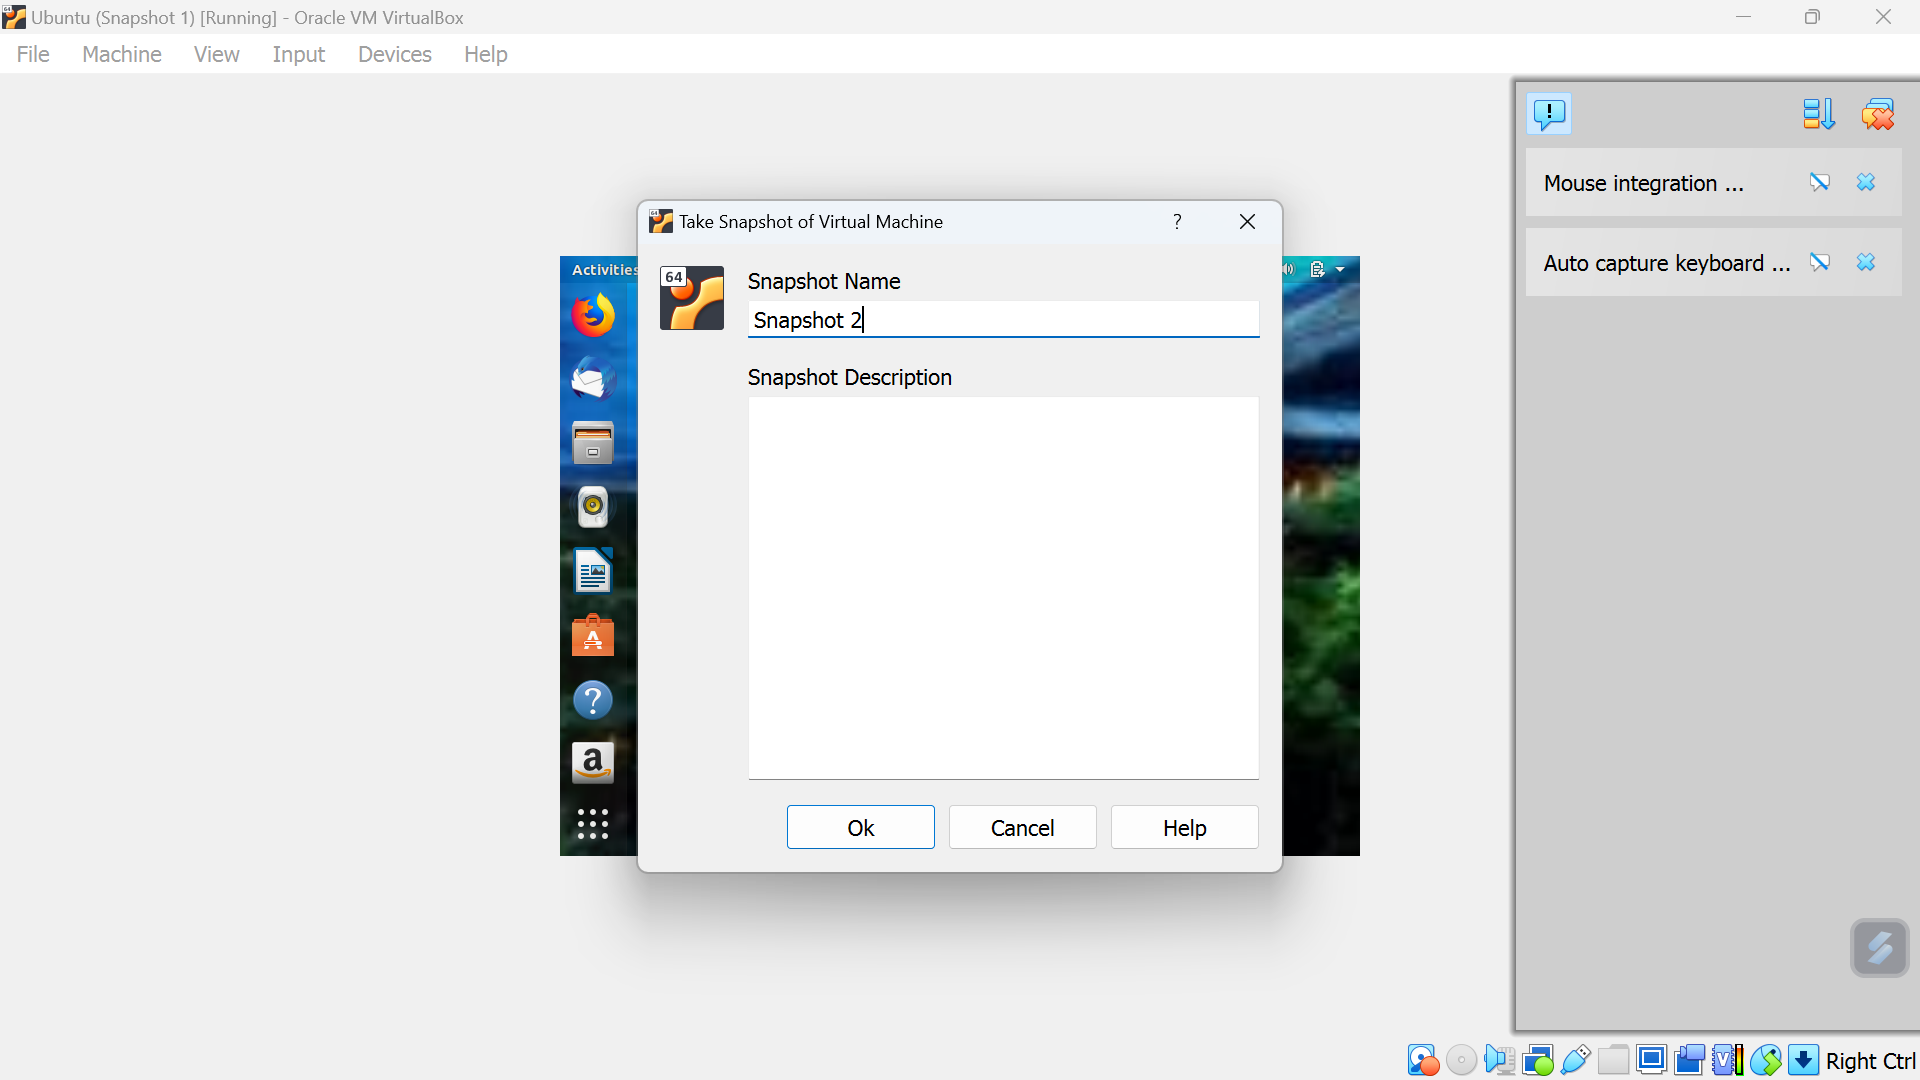 Ubuntu (Snapshot 1) [Running] - Oracle VM VirtualBox
File Machine View Input Devices Help
Mouse integration ...
Auto capture keyboard ...
Activities
64 Take Snapshot of Virtual Machine ?
64
Snapshot Name
Snapshot 2
Snapshot Description
Ok Cancel Help
Right Ctrl